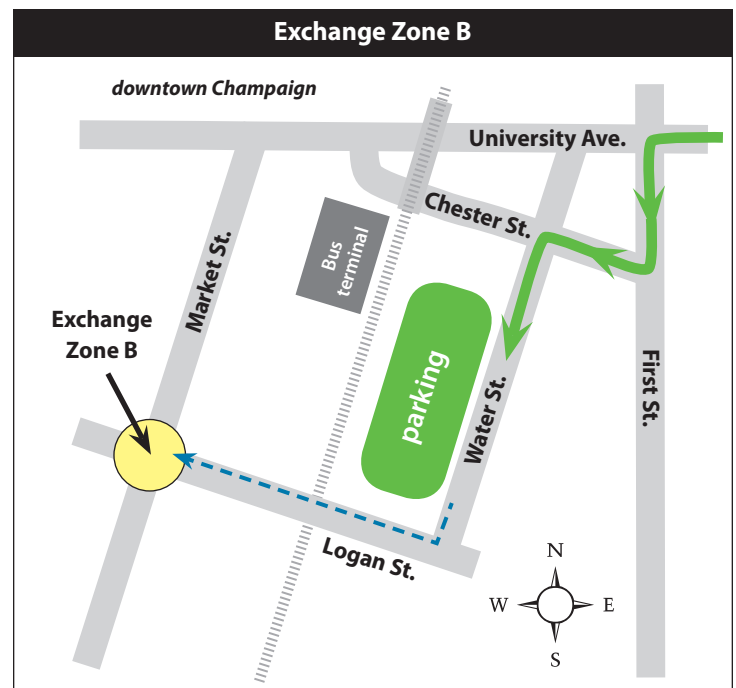 Exchange Zone B
downtown Champaign
University Ave.
Chester St.
Bus
terminal
Market St.
Exchange
Zone B
First St.
parking
Water St.
Logan St.
N
W
E
S